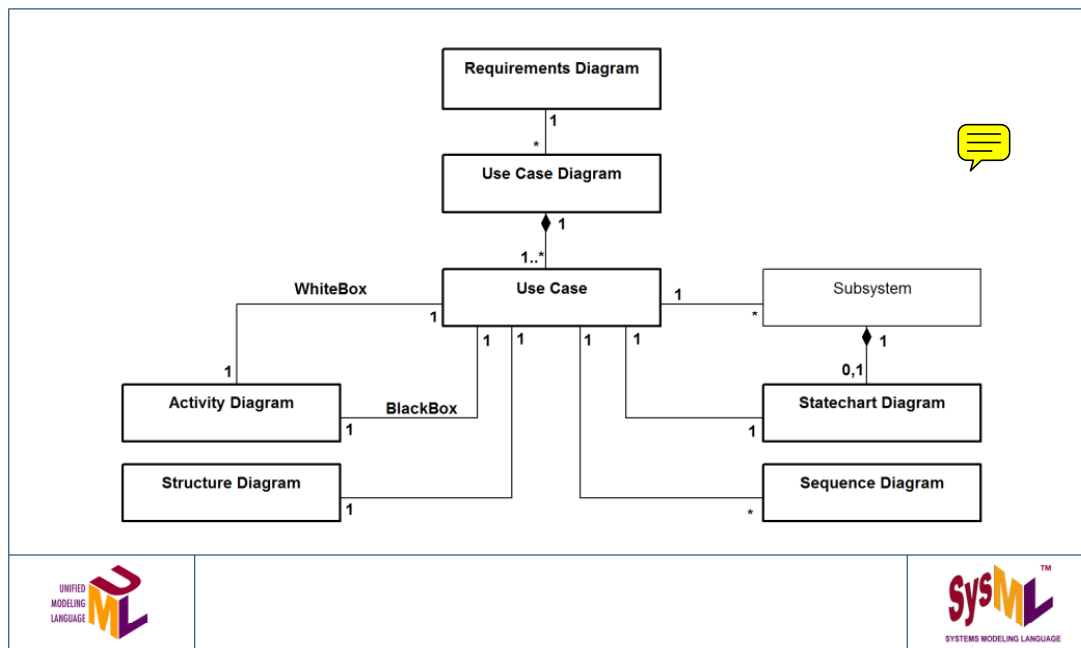 Requirements Diagram
1
*
Use Case Diagram
1
1..*
Use Case
Subsystem
WhiteBox
1
1
*
1
1
1
1
1
1
0,1
Activity Diagram
BlackBox
1
Statechart Diagram
1
Structure Diagram
1
Sequence Diagram
*
UNIFIED
MODELING
LANGUAGE
UML
SysML™
SYSTEMS MODELING LANGUAGE